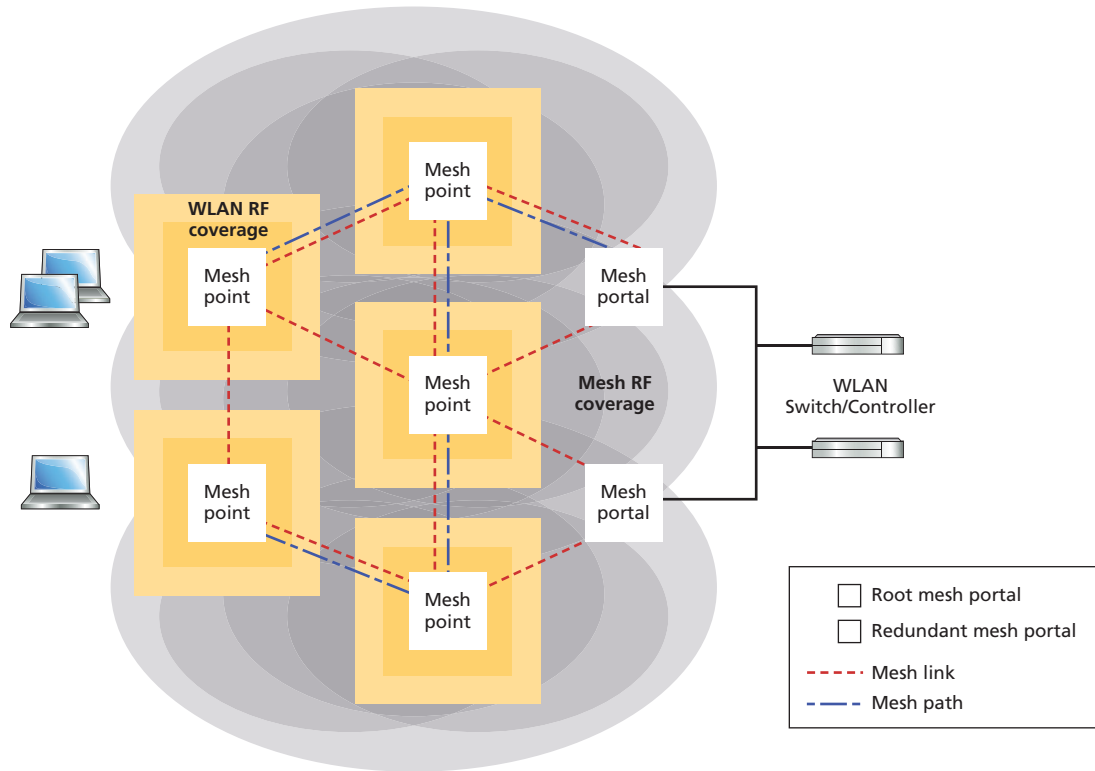 Mesh
point
WLAN RF
coverage
Mesh
point
Mesh
portal
Mesh
point
Mesh RF
coverage
WLAN
Switch/Controller
Mesh
point
Mesh
portal
Mesh
point
Root mesh portal
Redundant mesh portal
Mesh link
Mesh path